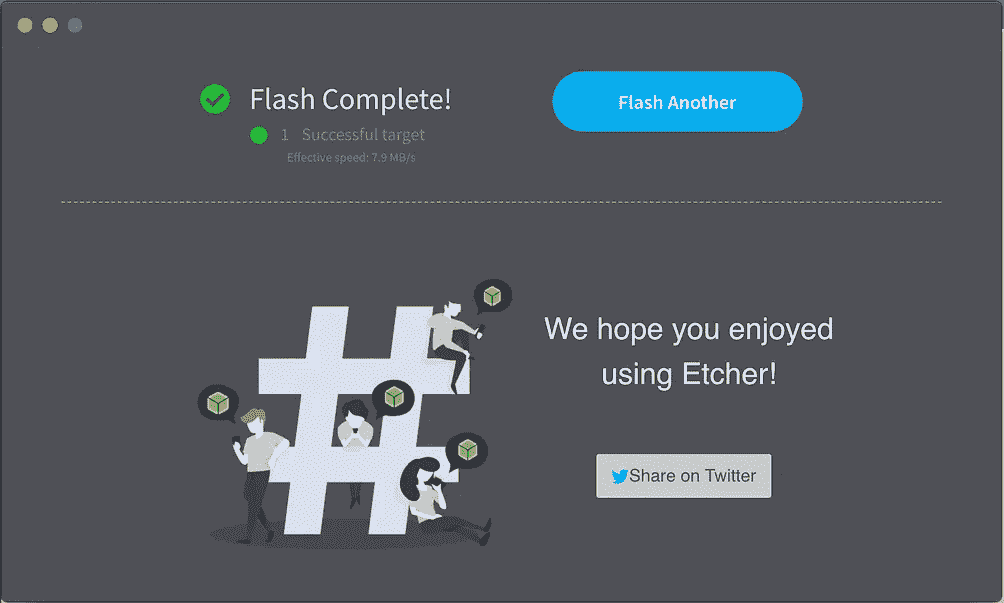 Flash Complete!
Flash Another
1 Successful target
Effective speed: 7.9 MB/s
We hope you enjoyed
using Etcher!
Share on Twitter